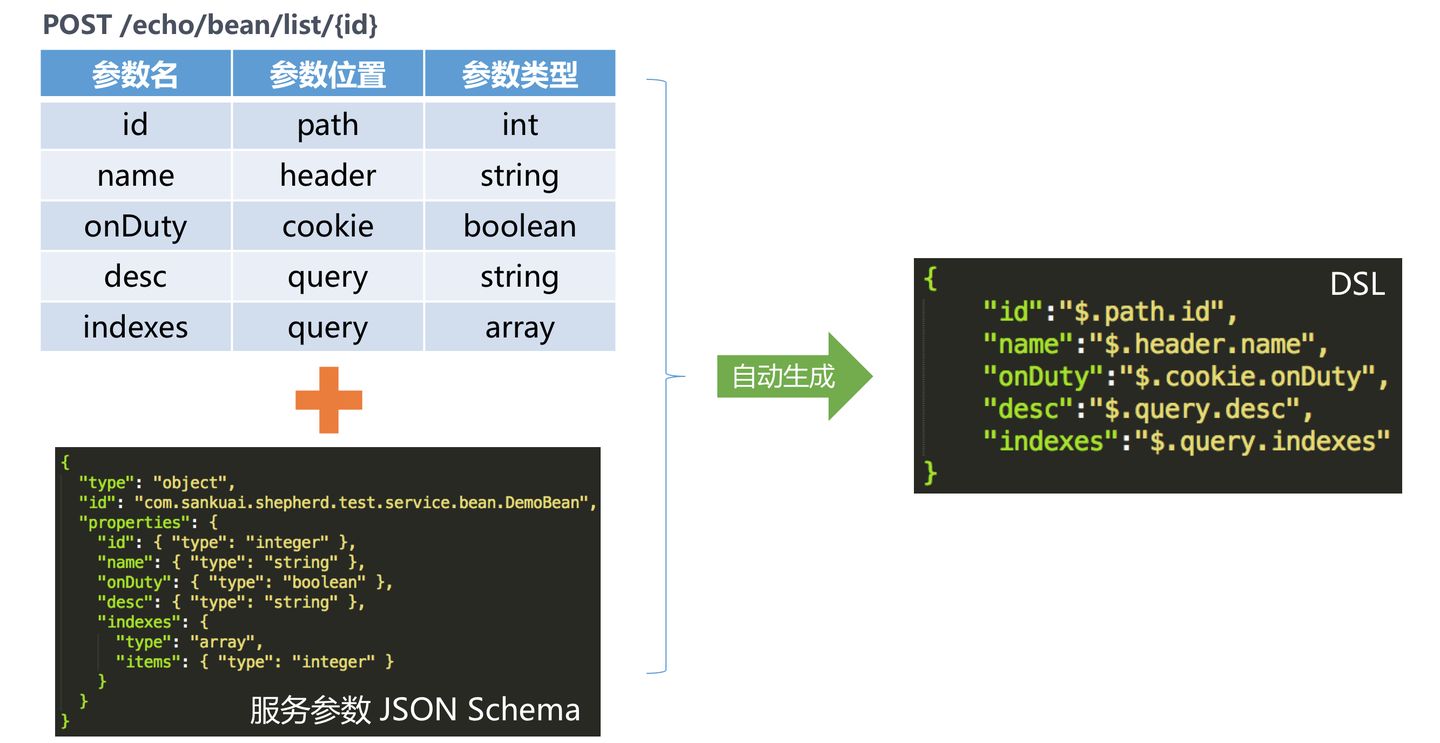 POST /echo/bean/list/{id}
参数名 参数位置 参数类型
id path int
name header string
onDuty cookie boolean
desc query string
indexes query array
{
"type": "object",
"id": "com.sankuai.shepherd.test.service.bean.DemoBean",
"properties": {
"id": { "type": "integer" },
"name": { "type": "string" },
"onDuty": { "type": "boolean" },
"desc": { "type": "string" },
"indexes": {
"type": "array",
"items": { "type": "integer" }
}
}
}
服务参数 JSON Schema
自动生成
DSL
{
"id":"$.path.id",
"name":"$.header.name",
"onDuty":"$.cookie.onDuty",
"desc":"$.query.desc",
"indexes":"$.query.indexes"
}